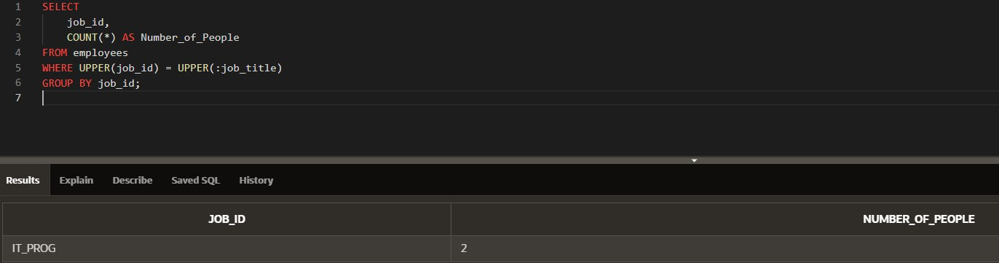 1 SELECT
2 job_id,
3 COUNT(*) AS Number_of_People
4 FROM employees
5 WHERE UPPER(job_id) = UPPER(:job_title)
6 GROUP BY job_id;
7
Results Explain Describe Saved SQL History
JOB_ID NUMBER_OF_PEOPLE
IT_PROG 2